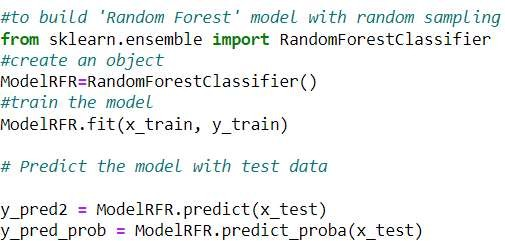 #to build 'Random Forest' model with random sampling
from sklearn.ensemble import RandomForestClassifier
#create an object
ModelRFR=RandomForestClassifier()
#train the model
ModelRFR.fit(x_train, y_train)
# Predict the model with test data
y_pred2 = ModelRFR.predict(x_test)
y_pred_prob = ModelRFR.predict_proba(x_test)